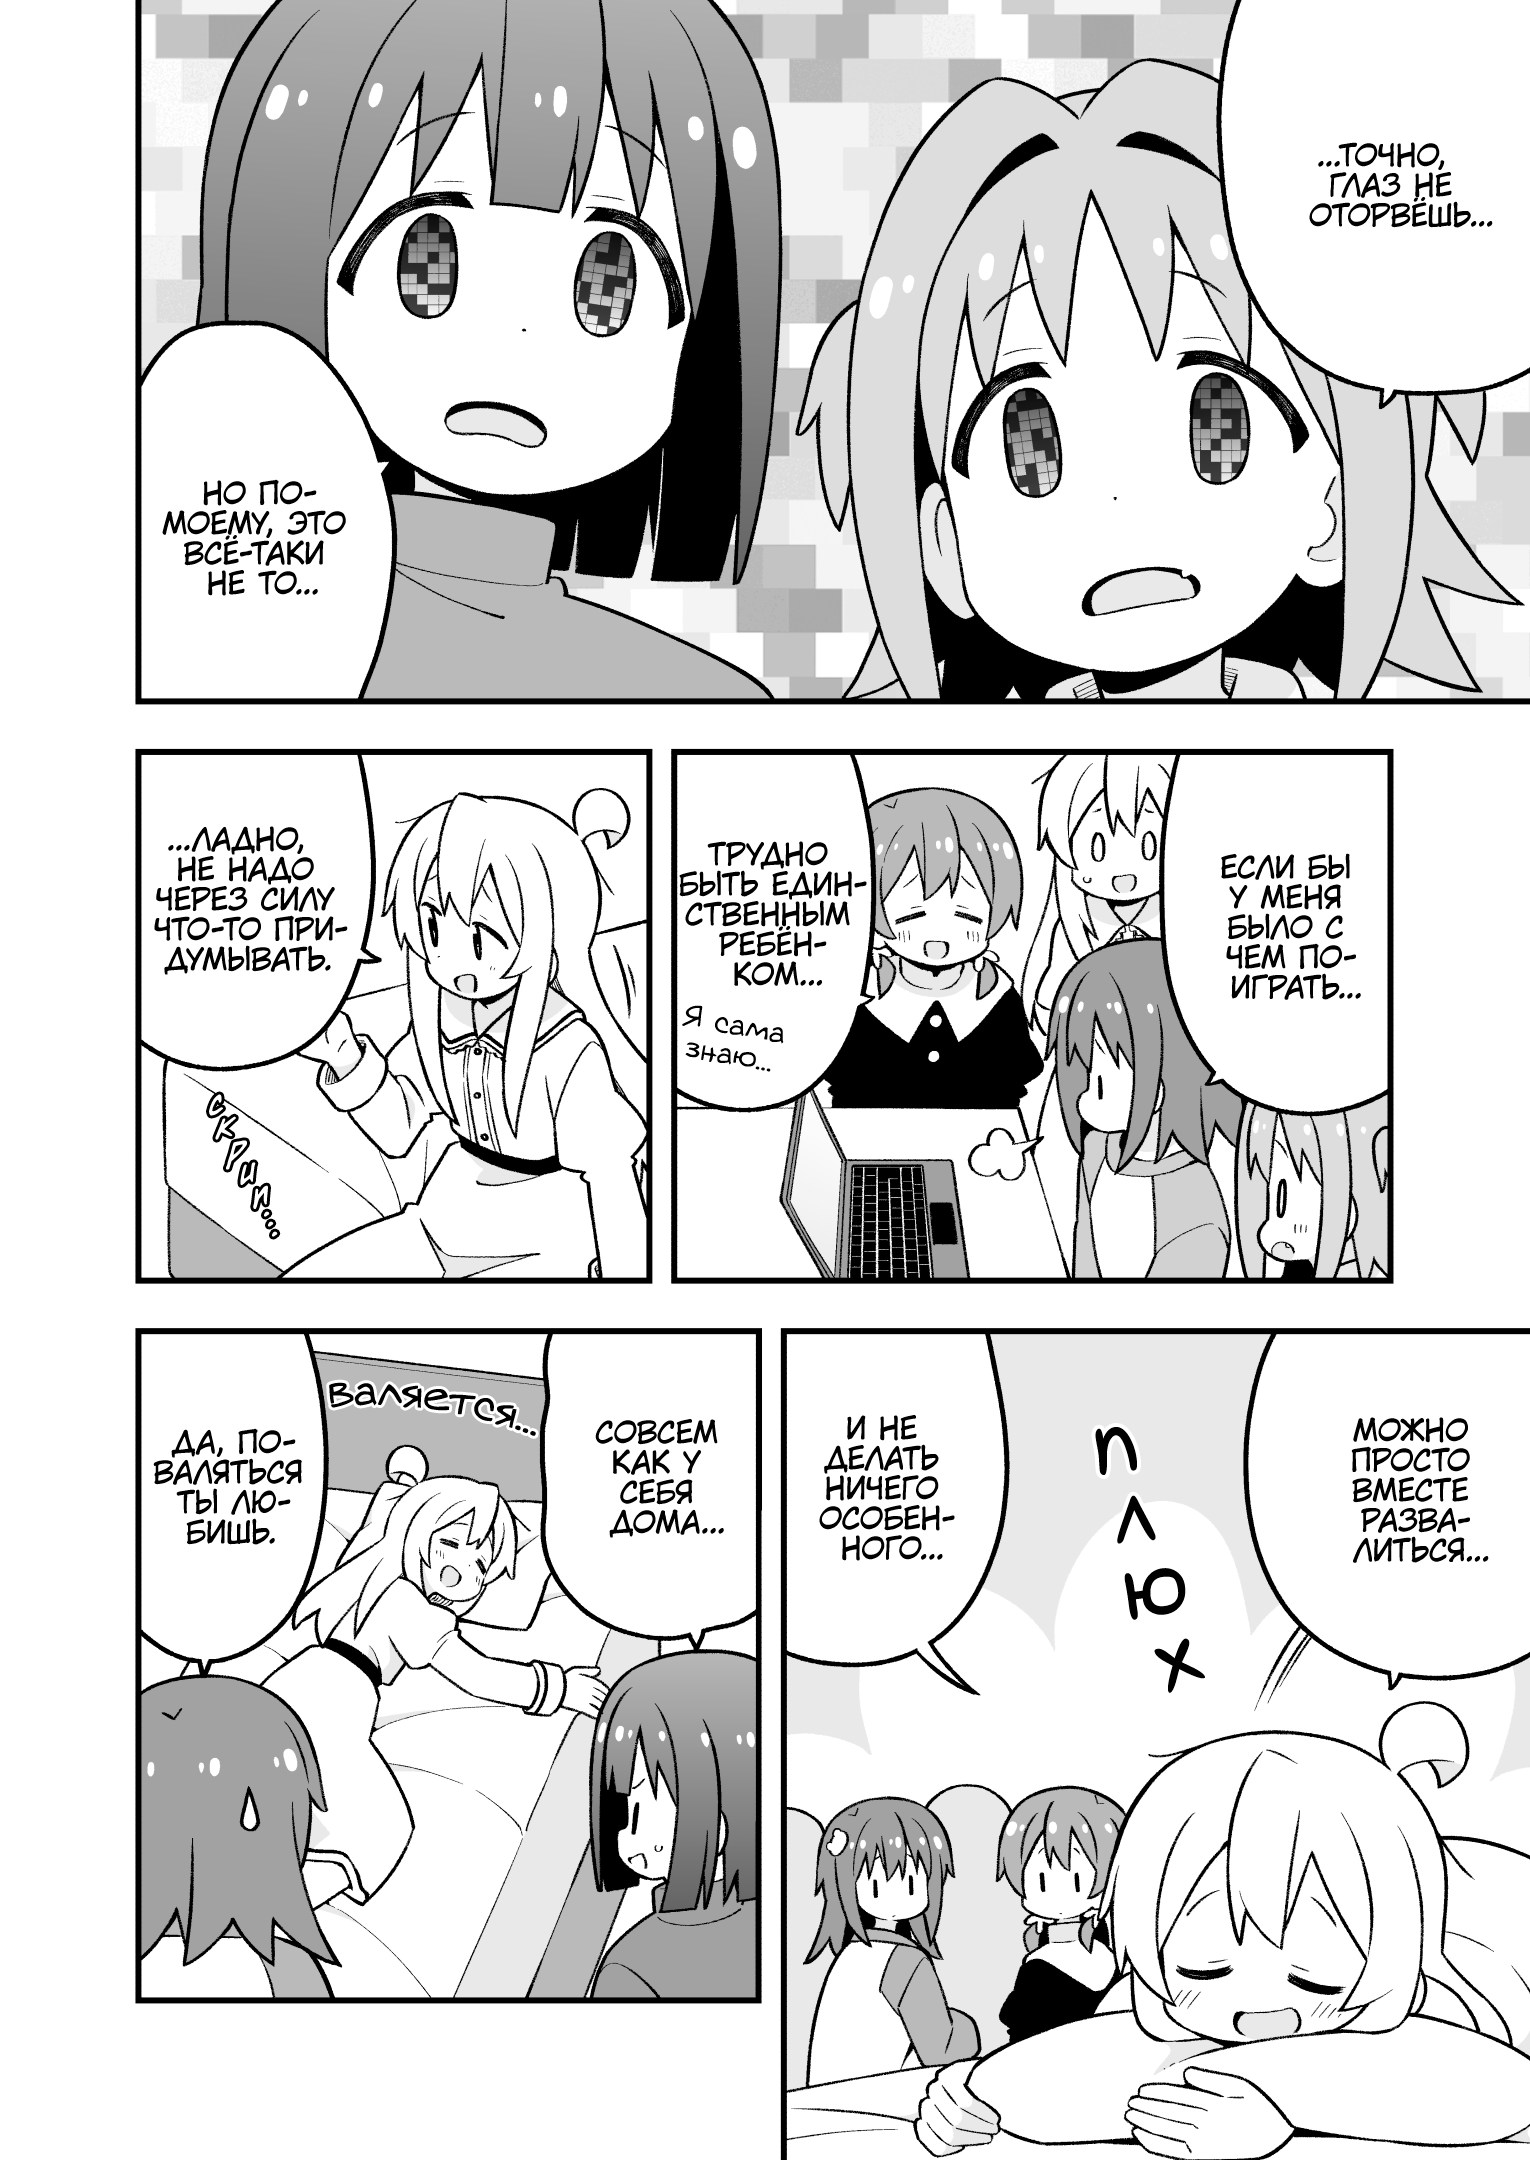 ...ТОЧНО,
ГЛАЗ НЕ
ОТОРВЁШЬ...
НО ПО-
МОЕМУ, ЭТО
ВСЁ-ТАКИ
НЕ ТО...
ЕСЛИ БЫ
У МЕНЯ
БЫЛО С
ЧЕМ ПО-
ИГРАТЬ...
ТРУДНО
БЫТЬ ЕДИН-
СТВЕННЫМ
РЕБЁН-
КОМ...
Я сама
знаю...
...ЛАДНО,
НЕ НАДО
ЧЕРЕЗ СИЛУ
ЧТО-ТО ПРИ-
ДУМЫВАТЬ.
скрип...
МОЖНО
ПРОСТО
ВМЕСТЕ
РАЗВА-
ЛИТЬСЯ...
плюх
И НЕ
ДЕЛАТЬ
НИЧЕГО
ОСОБЕН-
НОГО...
СОВСЕМ
КАК У
СЕБЯ
ДОМА...
валяется...
ДА, ПО-
ВАЛЯТЬСЯ
ТЫ ЛЮ-
БИШЬ.